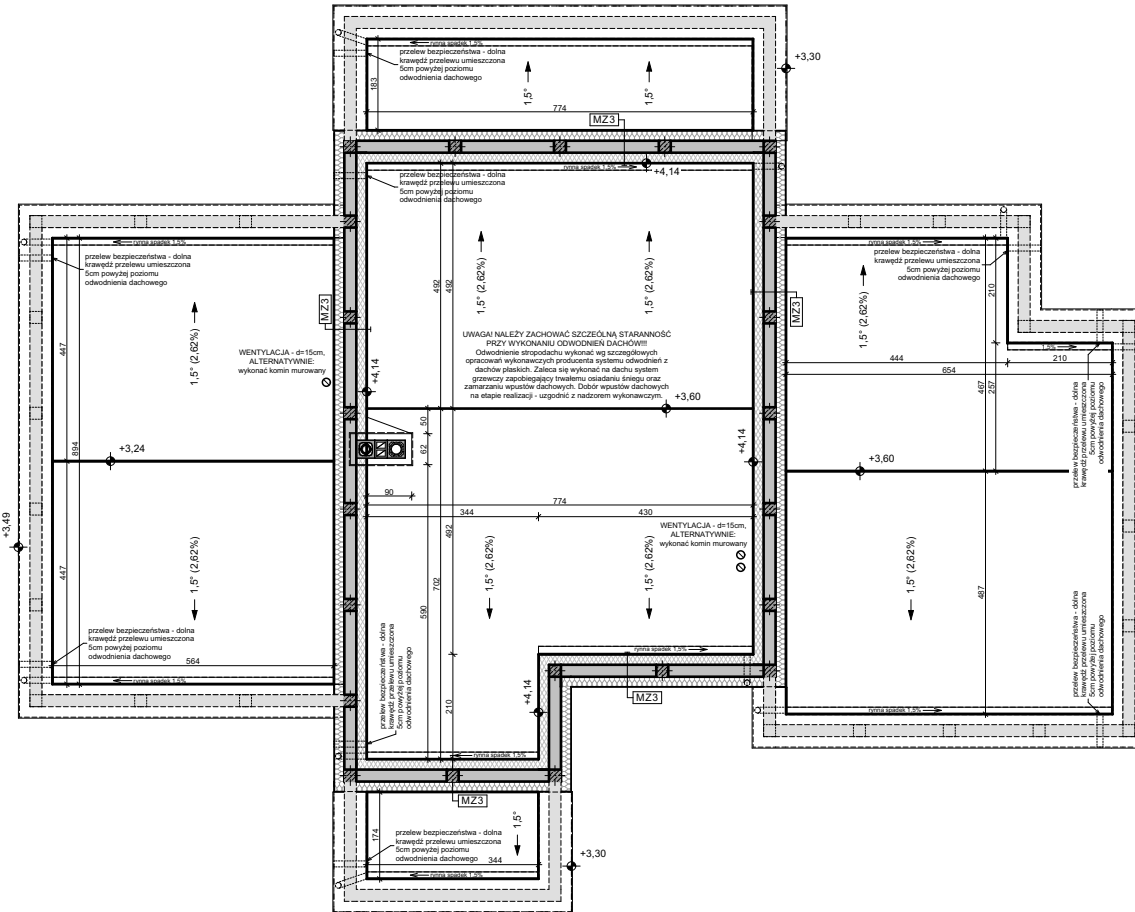 rynna spadek 1,5%
przelew bezpieczeństwa - dolna
krawędź przelewu umieszczona
5cm powyżej poziomu
odwodnienia dachowego
183
1,5°
1,5°
774
MZ3
+3,30
rynna spadek 1,5%
+4,14
przelew bezpieczeństwa - dolna
krawędź przelewu umieszczona
5cm powyżej poziomu
odwodnienia dachowego
rynna spadek 1,5%
przelew bezpieczeństwa - dolna
krawędź przelewu umieszczona
5cm powyżej poziomu
odwodnienia dachowego
447
894
1,5° (2,62%)
MZ3
WENTYLACJA - d=15cm,
ALTERNATYWNIE:
wykonać komin murowany
+3,24
+3,49
447
1,5° (2,62%)
przelew bezpieczeństwa - dolna
krawędź przelewu umieszczona
5cm powyżej poziomu
odwodnienia dachowego
564
rynna spadek 1,5%
492
492
1,5° (2,62%)
1,5° (2,62%)
UWAGA! NALEŻY ZACHOWAĆ SZCZEÓLNĄ STARANNOŚĆ
PRZY WYKONANIU ODWODNIEŃ DACHÓW!!!
Odwodnienie stropodachu wykonać wg szczegółowych
opracowań wykonawczych producenta systemu odwodnień z
dachów płaskich. Zaleca się wykonać na dachu system
grzewczy zapobiegający trwałemu osiadaniu śniegu oraz
zamarzaniu wpustów dachowych. Dobór wpustów dachowych
na etapie realizacji - uzgodnić z nadzorem wykonawczym.
+4,14
+3,60
50
62
90
+4,14
774
344
430
492
702
590
WENTYLACJA - d=15cm,
ALTERNATYWNIE:
wykonać komin murowany
1,5° (2,62%)
1,5° (2,62%)
przelew bezpieczeństwa - dolna
krawędź przelewu umieszczona
5cm powyżej poziomu
odwodnienia dachowego
rynna spadek 1,5%
210
+4,14
MZ3
rynna spadek 1,5%
MZ3
174
przelew bezpieczeństwa - dolna
krawędź przelewu umieszczona
5cm powyżej poziomu
odwodnienia dachowego
344
1,5°
+3,30
rynna spadek 1,5%
rynna spadek 1,5%
przelew bezpieczeństwa - dolna
krawędź przelewu umieszczona
5cm powyżej poziomu
odwodnienia dachowego
MZ3
1,5° (2,62%)
210
1,5%
444
210
654
467
257
przelew bezpieczeństwa - dolna
krawędź przelewu umieszczona
5cm powyżej poziomu
odwodnienia dachowego
+3,60
1,5° (2,62%)
487
przelew bezpieczeństwa - dolna
krawędź przelewu umieszczona
5cm powyżej poziomu
odwodnienia dachowego
rynna spadek 1,5%